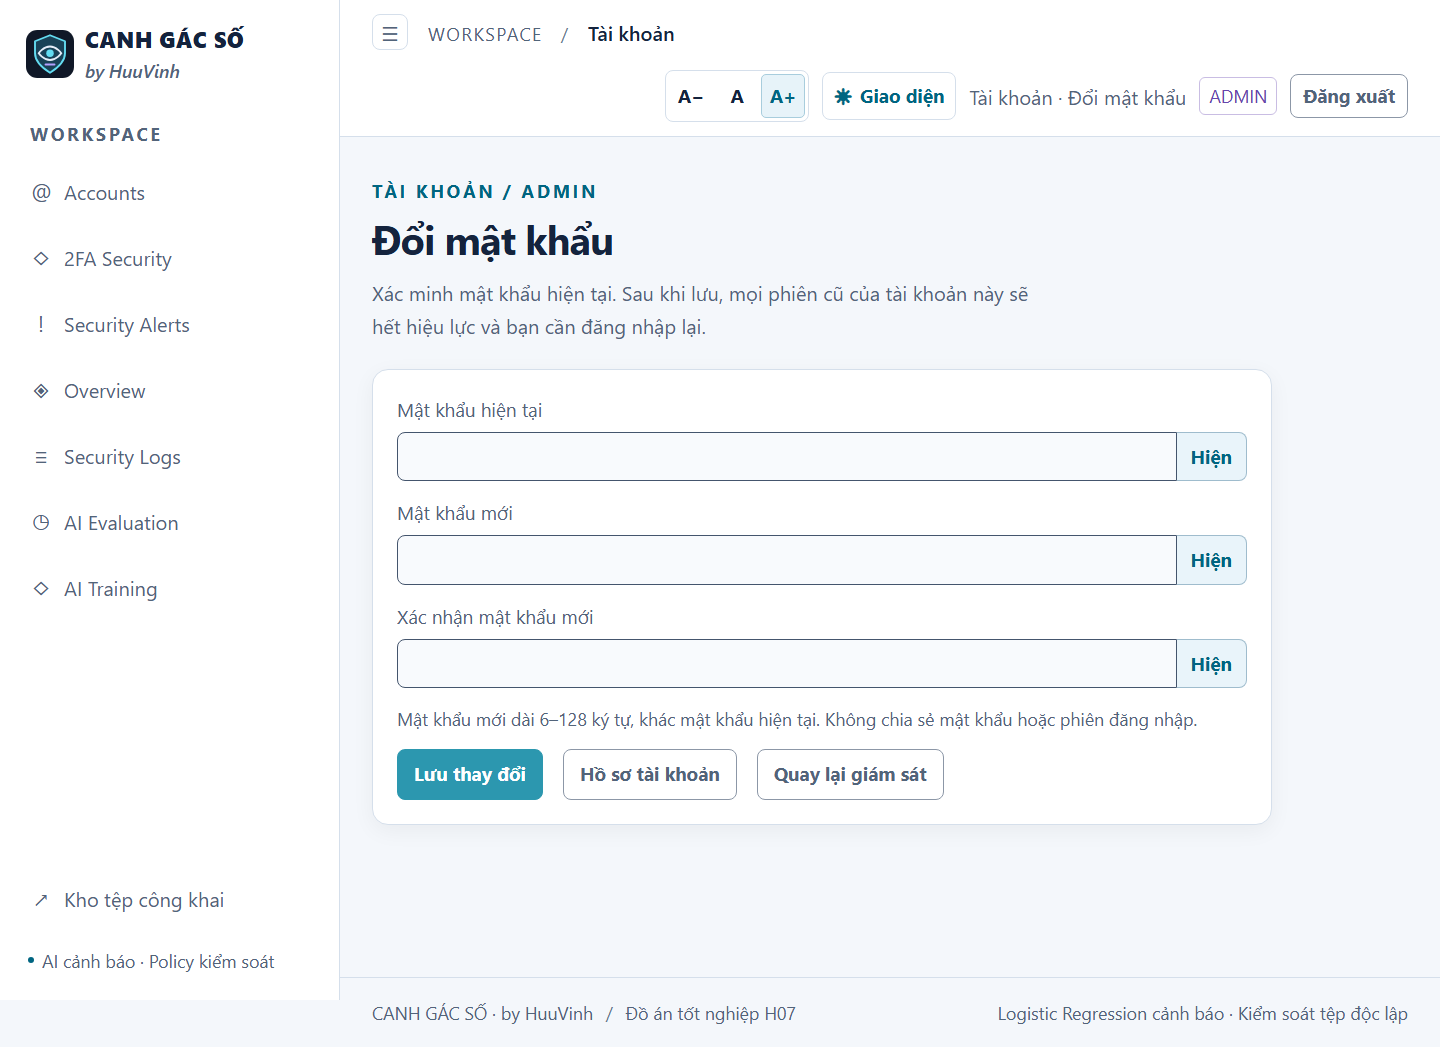 CANH GÁC SỐ
by HuuVinh
WORKSPACE
@ Accounts
2FA Security
! Security Alerts
Overview
Security Logs
AI Evaluation
AI Training
↗ Kho tệp công khai
• AI cảnh báo · Policy kiểm soát
☰ WORKSPACE / Tài khoản
A− A A+ Giao diện Tài khoản · Đổi mật khẩu ADMIN Đăng xuất
TÀI KHOẢN / ADMIN
Đổi mật khẩu
Xác minh mật khẩu hiện tại. Sau khi lưu, mọi phiên cũ của tài khoản này sẽ
hết hiệu lực và bạn cần đăng nhập lại.
Mật khẩu hiện tại
Hiện
Mật khẩu mới
Hiện
Xác nhận mật khẩu mới
Hiện
Mật khẩu mới dài 6–128 ký tự, khác mật khẩu hiện tại. Không chia sẻ mật khẩu hoặc phiên đăng nhập.
Lưu thay đổi Hồ sơ tài khoản Quay lại giám sát
CANH GÁC SỐ · by HuuVinh / Đồ án tốt nghiệp H07
Logistic Regression cảnh báo · Kiểm soát tệp độc lập